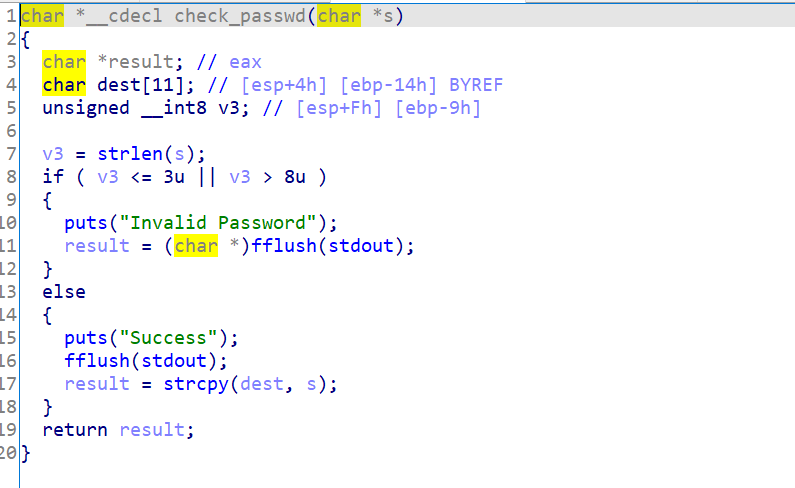 1 char *__cdecl check_passwd(char *s)
2 {
3 char *result; // eax
4 char dest[11]; // [esp+4h] [ebp-14h] BYREF
5 unsigned __int8 v3; // [esp+Fh] [ebp-9h]
6
7 v3 = strlen(s);
8 if ( v3 <= 3u || v3 > 8u )
9 {
10 puts("Invalid Password");
11 result = (char *)fflush(stdout);
12 }
13 else
14 {
15 puts("Success");
16 fflush(stdout);
17 result = strcpy(dest, s);
18 }
19 return result;
20 }